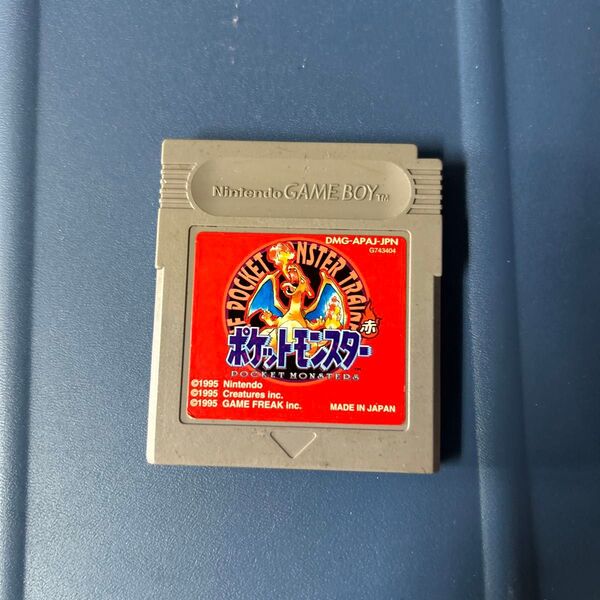 Nintendo GAME BOY TM
DMG-APAJ-JPN
G743404
POCKET MONSTER TRAIN
赤
ポケットモンスター
POCKET MONSTERS
©1995 Nintendo
©1995 Creatures inc.
©1995 GAME FREAK inc.
MADE IN JAPAN